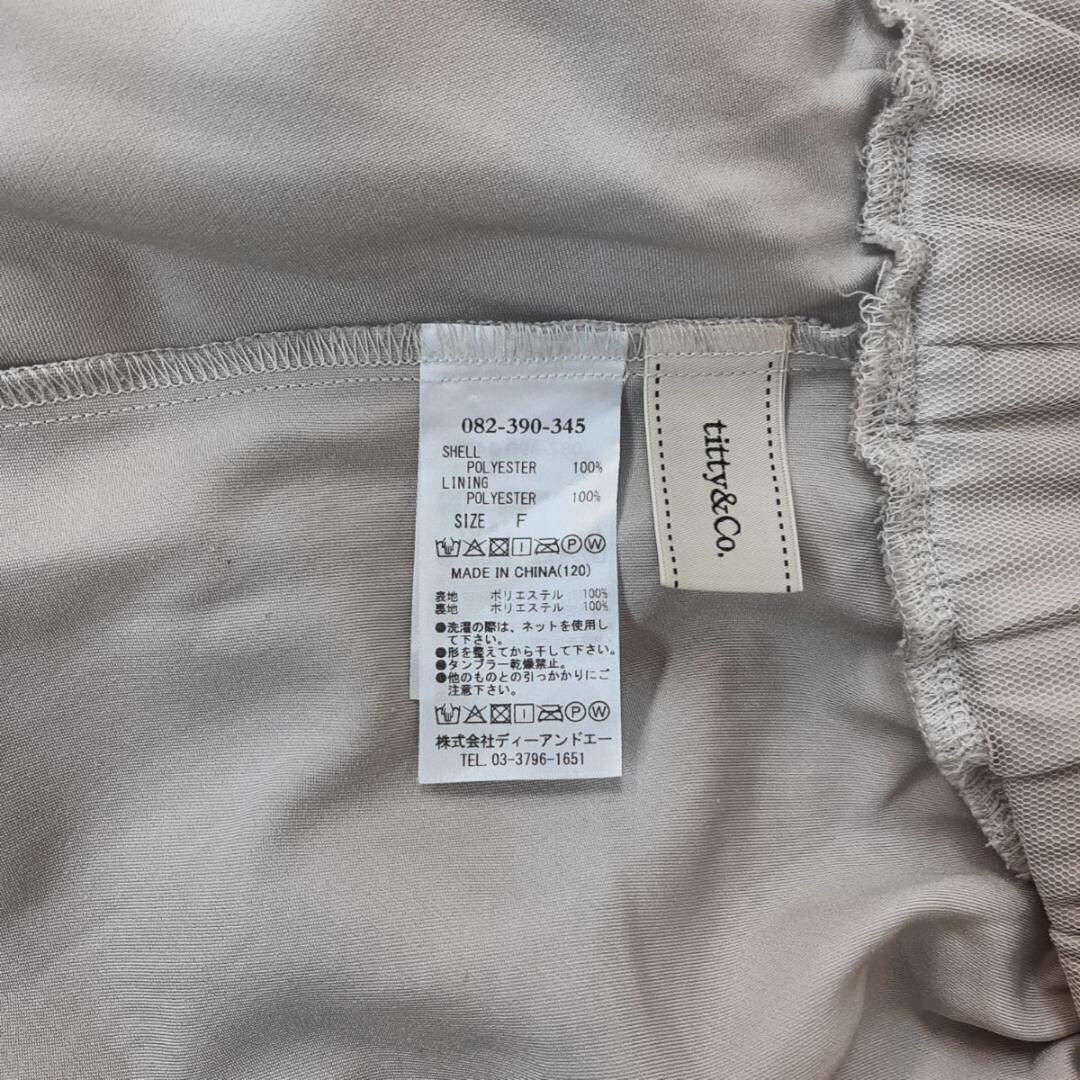 082-390-345
SHELL
POLYESTER 100%
LINING
POLYESTER 100%
SIZE F
P W
MADE IN CHINA(120)
表地 ポリエステル 100%
裏地 ポリエステル 100%
●洗濯の際は、ネットを使用し
て下さい。
●形を整えてから干して下さい。
●タンブラー乾燥禁止。
●他のものとの引っかかりにご
注意下さい。
P W
株式会社ディーアンドエー
TEL. 03-3796-1651
titty&Co.